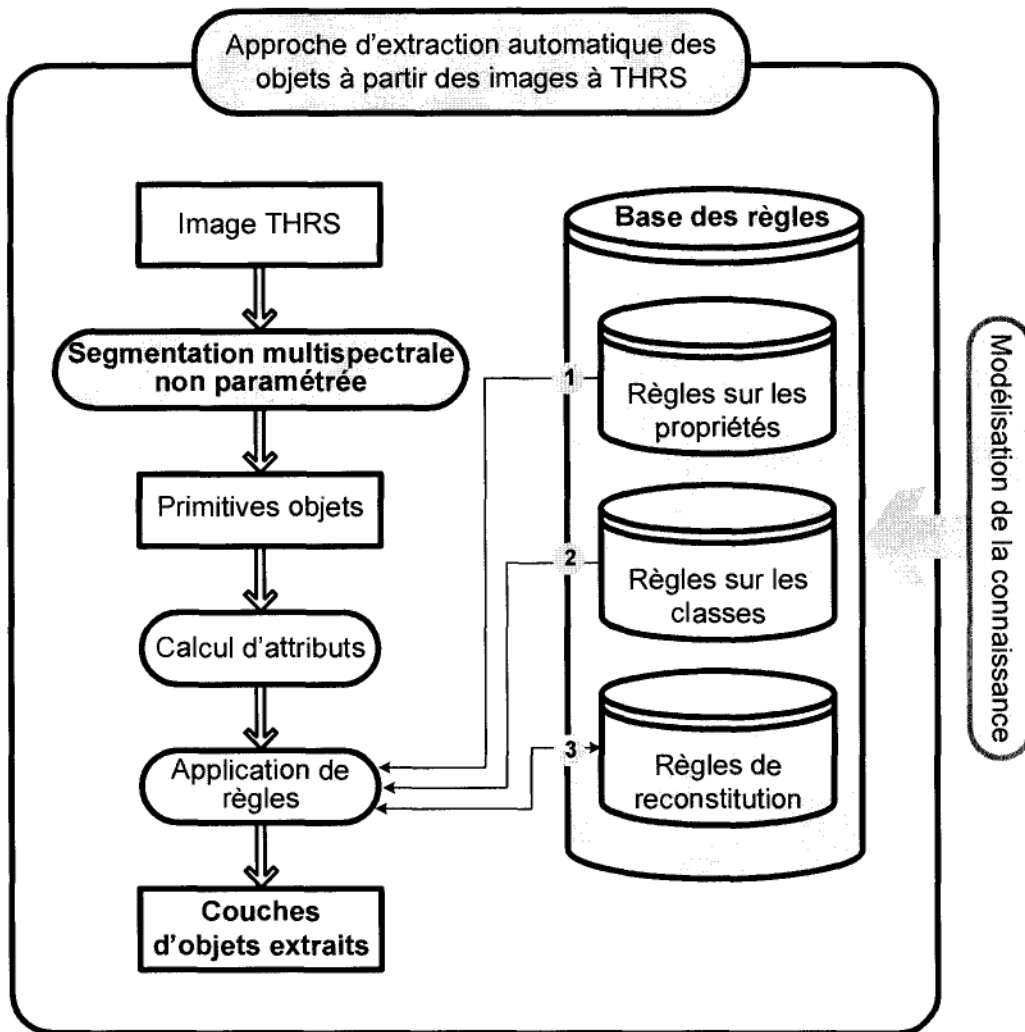 Approche d'extraction automatique des
objets à partir des images à THRS
Image THRS
Segmentation multispectrale
non paramétrée
Primitives objets
Calcul d'attributs
Application de
règles
Couches
d'objets extraits
Base des règles
1
Règles sur les
propriétés
2
Règles sur les
classes
3
Règles de
reconstitution
Modélisation de la connaissance